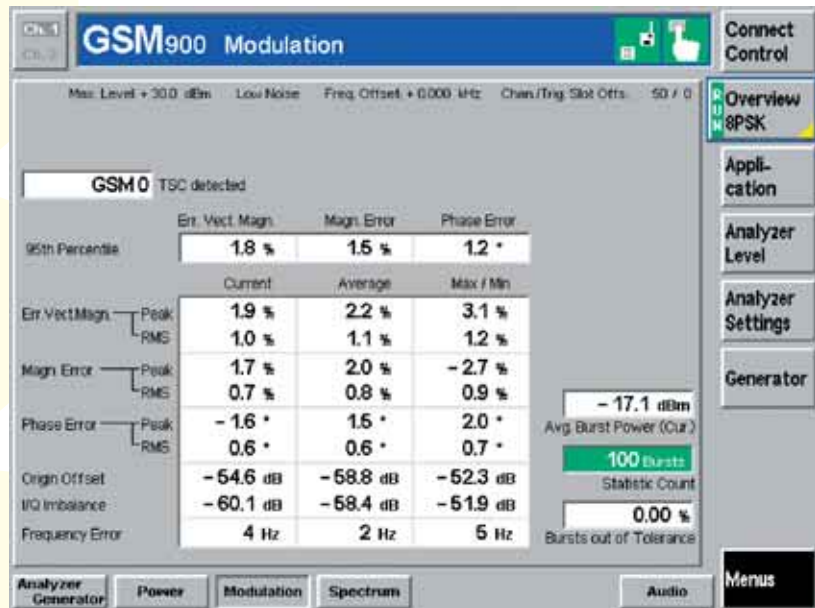 GSM900 Modulation
Connect Control
Max. Level + 30.0 dBm Low Noise Freq. Offset + 0.000 kHz Chan./Trig. Slot Offs. 50 / 0
RUN
Overview 8PSK
GSM 0 TSC detected
Appli-
cation
Err. Vect. Magn. Magn. Error Phase Error
95th Percentile 1.8 % 1.5 % 1.2 °
Analyzer Level
Current Average Max / Min
Err.Vect.Magn. Peak 1.9 % 2.2 % 3.1 %
RMS 1.0 % 1.1 % 1.2 %
Analyzer Settings
Magn. Error Peak 1.7 % 2.0 % – 2.7 %
RMS 0.7 % 0.8 % 0.9 %
Generator
Phase Error Peak – 1.6 ° 1.5 ° 2.0 °
RMS 0.6 ° 0.6 ° 0.7 °
– 17.1 dBm
Avg. Burst Power (Cur.)
Origin Offset – 54.6 dB – 58.8 dB – 52.3 dB
100 Bursts
Statistic Count
I/Q Imbalance – 60.1 dB – 58.4 dB – 51.9 dB
0.00 %
Frequency Error 4 Hz 2 Hz 5 Hz
Bursts out of Tolerance
Analyzer Generator Power Modulation Spectrum Audio Menus